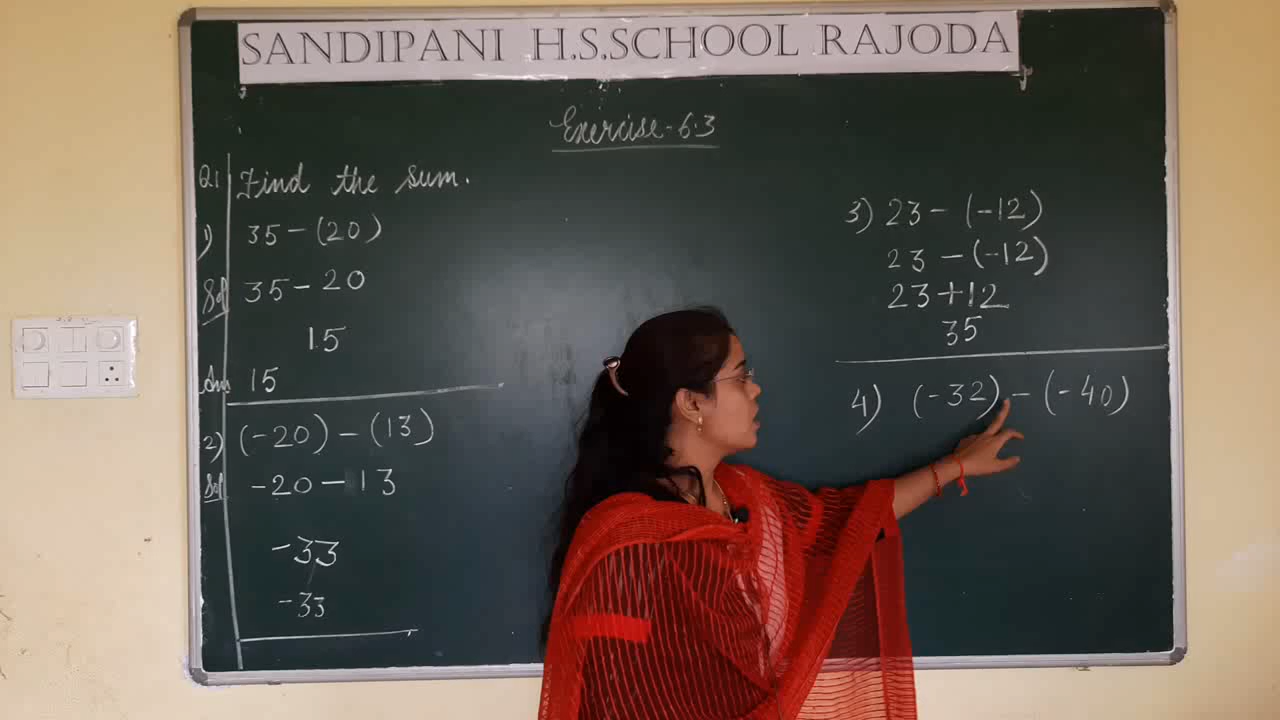 SANDIPANI H.S.SCHOOL RAJODA
Exercise-6.3
Q1 Find the sum.
1) 35-(20)
Sol 35-20
15
Ans 15
2) (-20)-(13)
Sol -20-13
-33
-33
3) 23-(-12)
23-(-12)
23+12
35
4) (-32)-(-40)